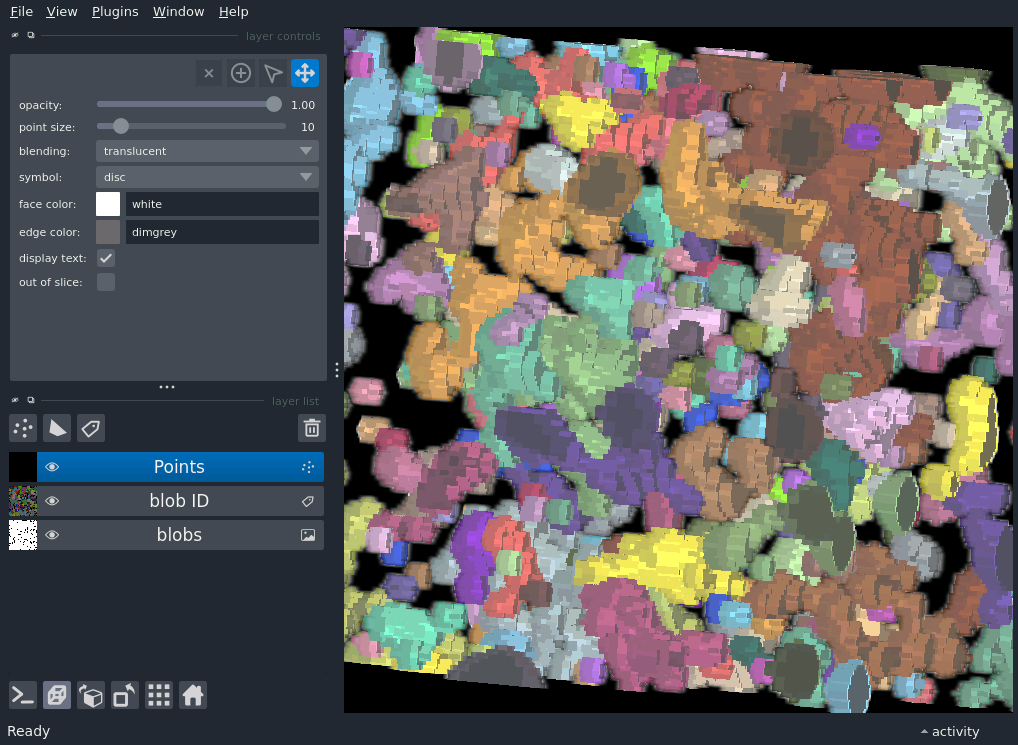 File View Plugins Window Help
layer controls
opacity: 1.00
point size: 10
blending: translucent
symbol: disc
face color: white
edge color: dimgrey
display text:
out of slice:
layer list
Points
blob ID
blobs
Ready
activity